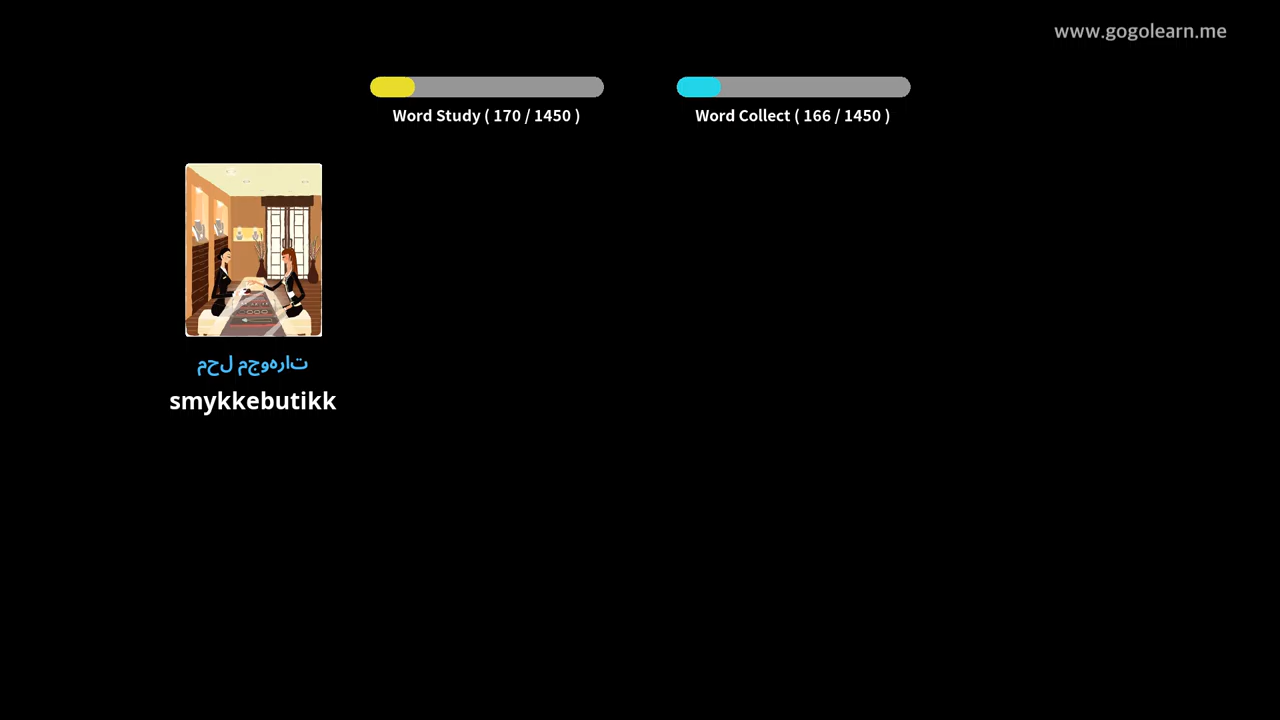 www.gogolearn.me
Word Study ( 170 / 1450 )
Word Collect ( 166 / 1450 )
محل مجوهرات
smykkebutikk